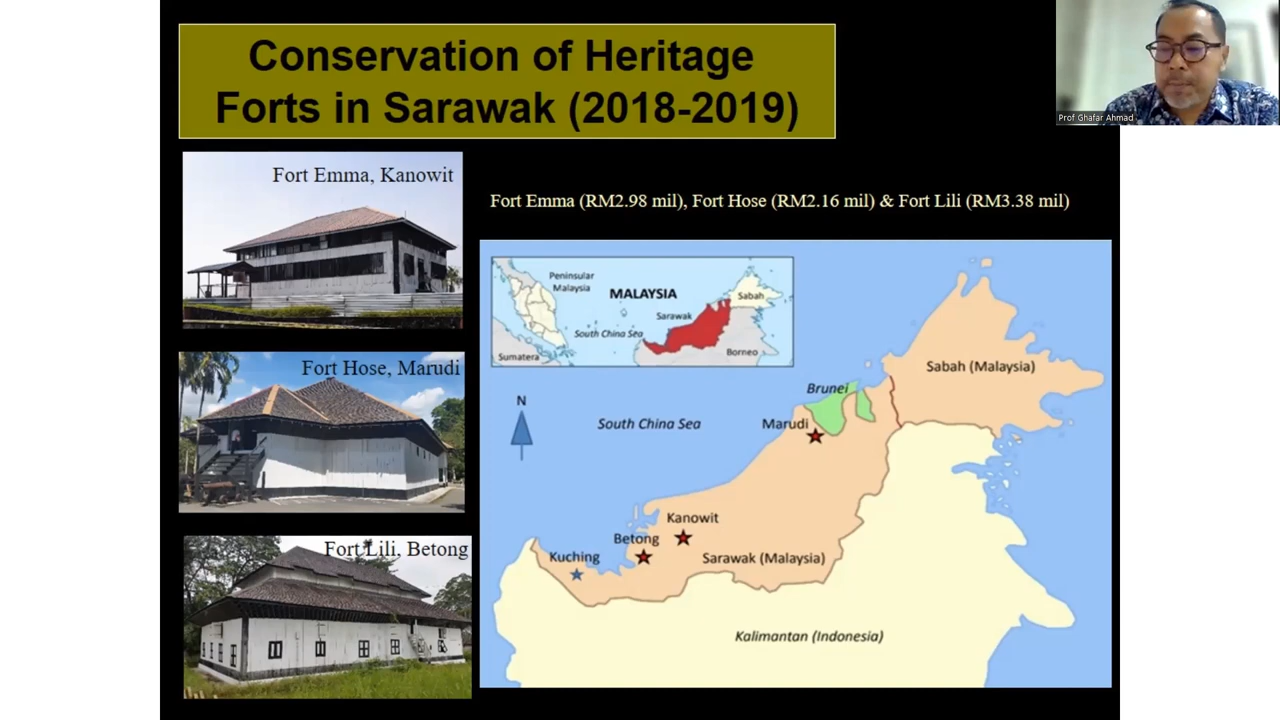 Conservation of Heritage
Forts in Sarawak (2018-2019)
Prof Ghafar Ahmad
Fort Emma, Kanowit
Fort Emma (RM2.98 mil), Fort Hose (RM2.16 mil) & Fort Lili (RM3.38 mil)
Peninsular
Malaysia
MALAYSIA
Sabah
Sarawak
South China Sea
Sumatera
Borneo
Fort Hose, Marudi
Sabah (Malaysia)
Brunei
N
South China Sea
Marudi
Kanowit
Betong
Kuching
Sarawak (Malaysia)
Fort Lili, Betong
Kalimantan (Indonesia)